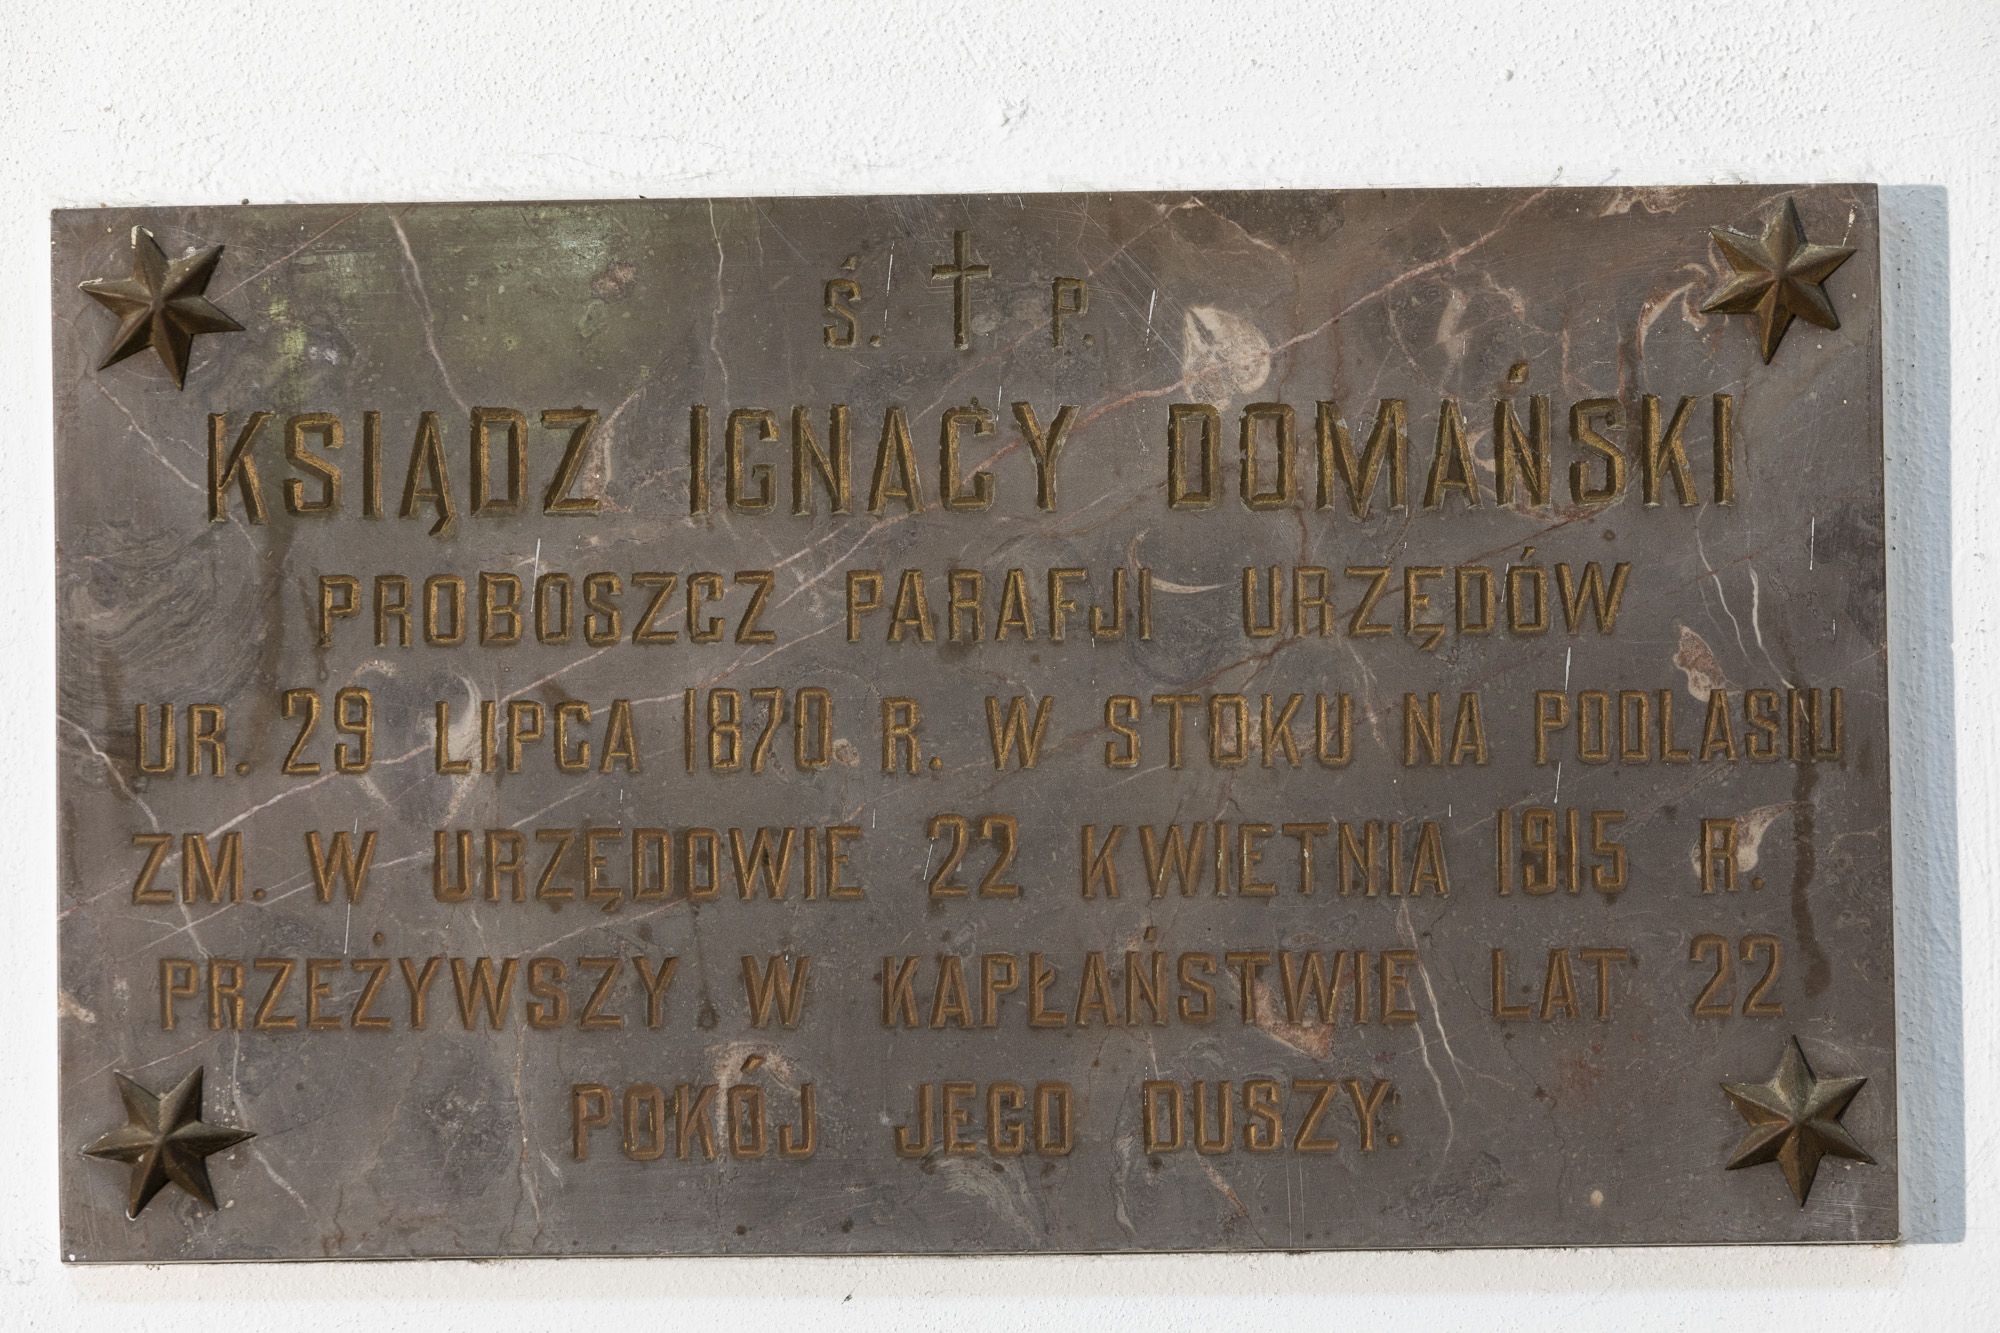 Ś. † P.
KSIĄDZ IGNACY DOMAŃSKI
PROBOSZCZ PARAFJI URZĘDÓW
UR. 29 LIPCA 1870 R. W STOKU NA PODLASIU
ZM. W URZĘDOWIE 22 KWIETNIA 1915 R.
PRZEŻYWSZY W KAPŁAŃSTWIE LAT 22
POKÓJ JEGO DUSZY.